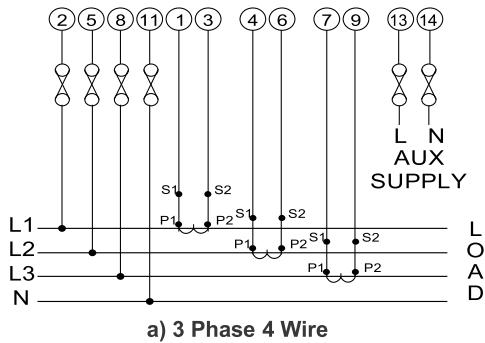 2 5 8 11 1 3 4 6 7 9 13 14
L N
AUX
SUPPLY
S1 S2
P1 P2
S1 S2
P1 P2
S1 S2
P1 P2
L1
L2
L3
N
L
O
A
D
a) 3 Phase 4 Wire